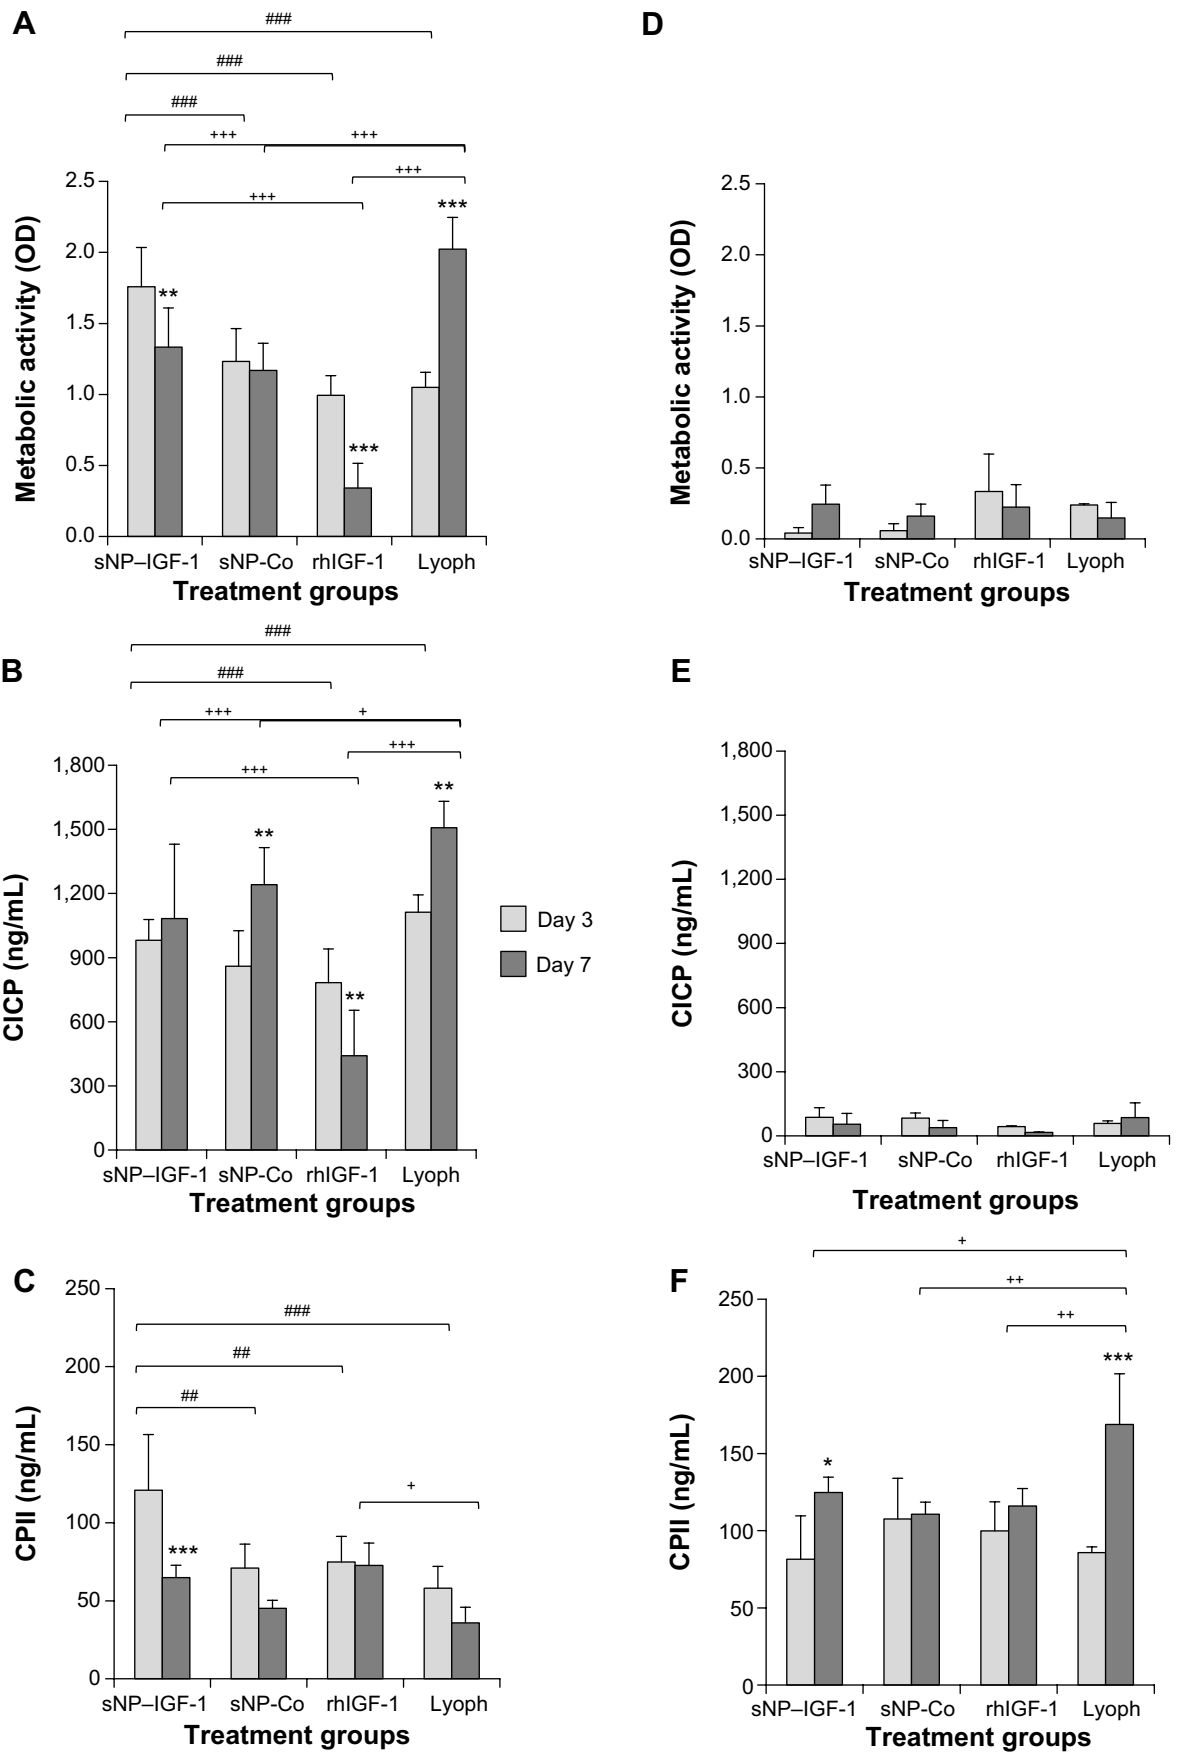 A
###
###
###
+++ +++
+++
+++
***
**
***
2.5
2.0
1.5
1.0
0.5
0.0
Metabolic activity (OD)
sNP–IGF-1 sNP-Co rhIGF-1 Lyoph
Treatment groups
D
2.5
2.0
1.5
1.0
0.5
0.0
Metabolic activity (OD)
sNP–IGF-1 sNP-Co rhIGF-1 Lyoph
Treatment groups
B
###
###
+++ +
+++
+++
**
**
**
1,800
1,500
1,200
900
600
300
0
CICP (ng/mL)
sNP–IGF-1 sNP-Co rhIGF-1 Lyoph
Treatment groups
Day 3
Day 7
E
1,800
1,500
1,200
900
600
300
0
CICP (ng/mL)
sNP–IGF-1 sNP-Co rhIGF-1 Lyoph
Treatment groups
C
###
##
##
+
***
250
200
150
100
50
0
CPII (ng/mL)
sNP–IGF-1 sNP-Co rhIGF-1 Lyoph
Treatment groups
F
+
++
++
***
*
250
200
150
100
50
0
CPII (ng/mL)
sNP–IGF-1 sNP-Co rhIGF-1 Lyoph
Treatment groups